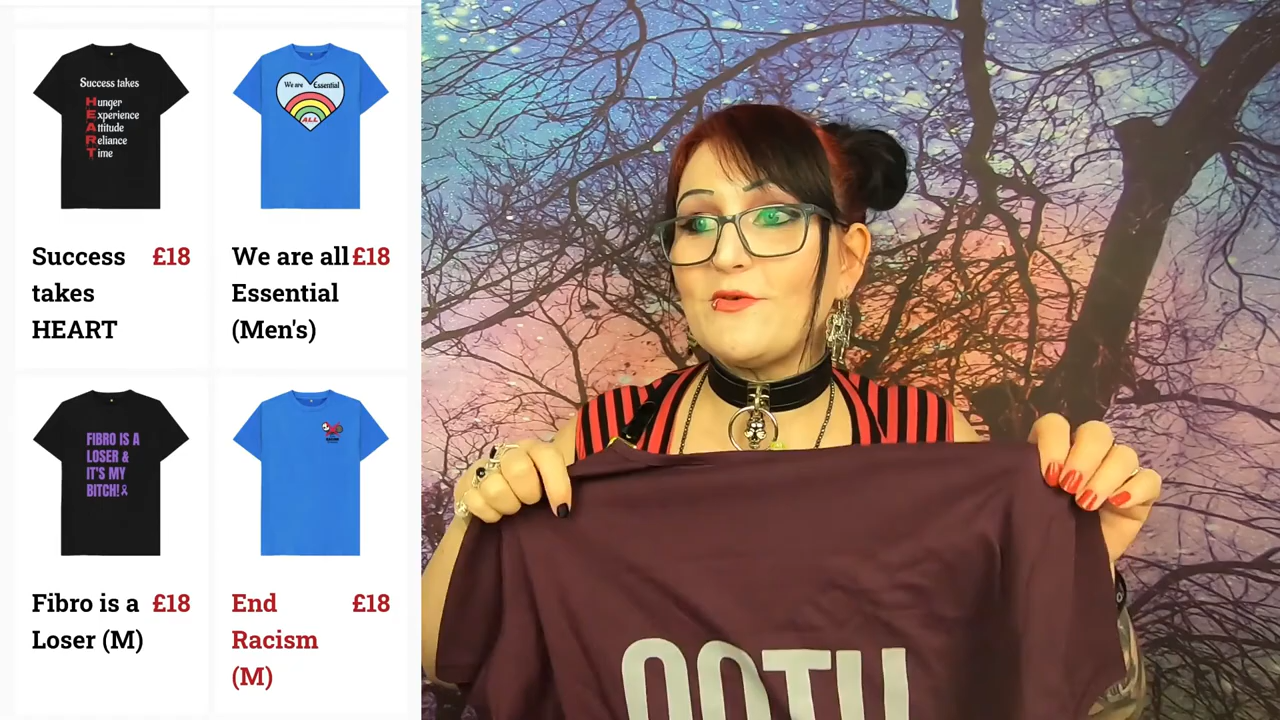 Success takes
Hunger
Experience
Attitude
Reliance
Time
We are Essential
ALL
Success takes HEART £18
We are all Essential (Men's) £18
FIBRO IS A
LOSER &
IT'S MY
BITCH!
Fibro is a Loser (M) £18
End Racism (M) £18